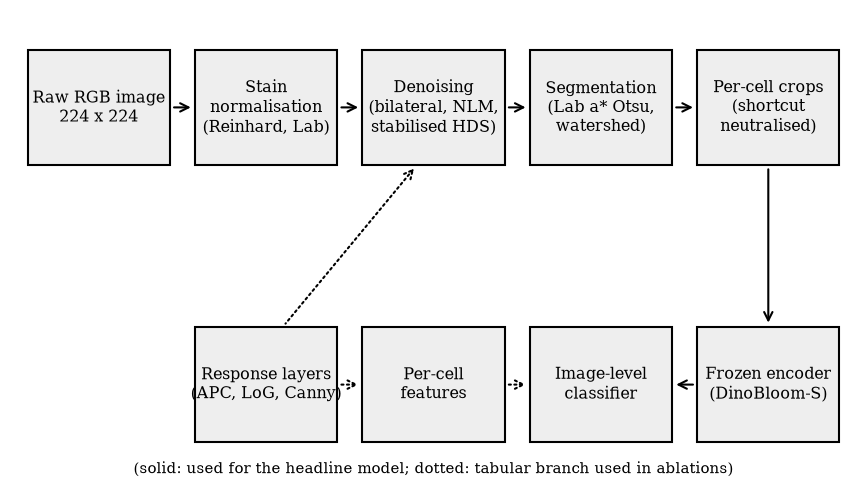 Raw RGB image
224 x 224
Stain
normalisation
(Reinhard, Lab)
Denoising
(bilateral, NLM,
stabilised HDS)
Segmentation
(Lab a* Otsu,
watershed)
Per-cell crops
(shortcut
neutralised)
Response layers
(APC, LoG, Canny)
Per-cell
features
Image-level
classifier
Frozen encoder
(DinoBloom-S)
(solid: used for the headline model; dotted: tabular branch used in ablations)